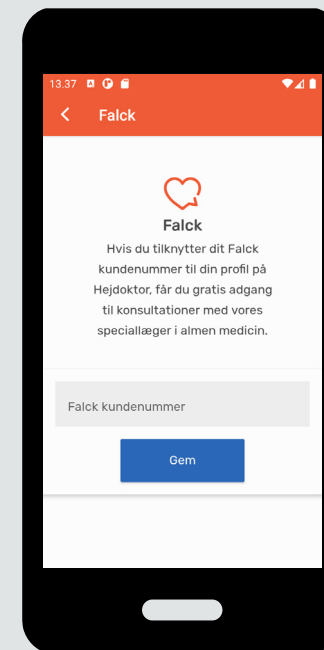 13.37
Falck
Falck
Hvis du tilknytter dit Falck
kundenummer til din profil på
Hejdoktor, får du gratis adgang
til konsultationer med vores
speciallæger i almen medicin.
Falck kundenummer
Gem